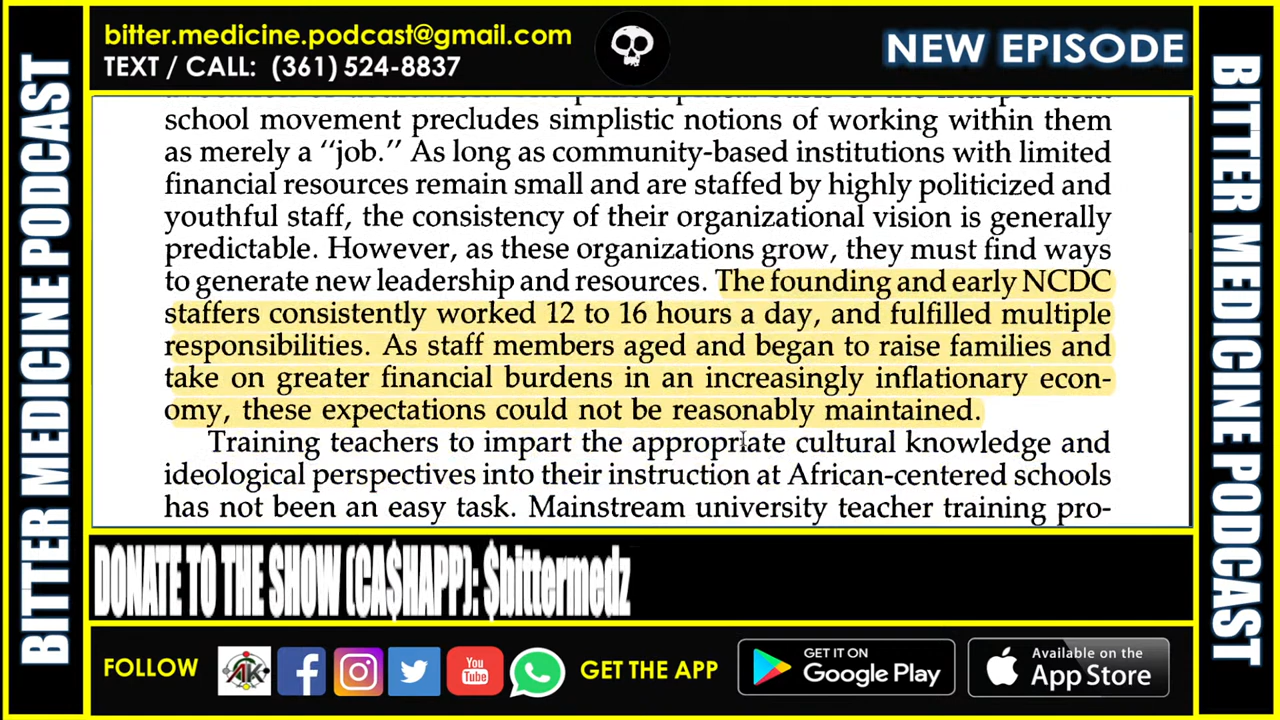 bitter.medicine.podcast@gmail.com
TEXT / CALL: (361) 524-8837
NEW EPISODE
BITTER MEDICINE PODCAST
school movement precludes simplistic notions of working within them
as merely a “job.” As long as community-based institutions with limited
financial resources remain small and are staffed by highly politicized and
youthful staff, the consistency of their organizational vision is generally
predictable. However, as these organizations grow, they must find ways
to generate new leadership and resources. The founding and early NCDC
staffers consistently worked 12 to 16 hours a day, and fulfilled multiple
responsibilities. As staff members aged and began to raise families and
take on greater financial burdens in an increasingly inflationary econ-
omy, these expectations could not be reasonably maintained.
Training teachers to impart the appropriate cultural knowledge and
ideological perspectives into their instruction at African-centered schools
has not been an easy task. Mainstream university teacher training pro-
BITTER MEDICINE PODCAST
DONATE TO THE SHOW (CA$HAPP): $bittermedz
FOLLOW
You
Tube
GET THE APP
GET IT ON
Google Play
Available on the
App Store